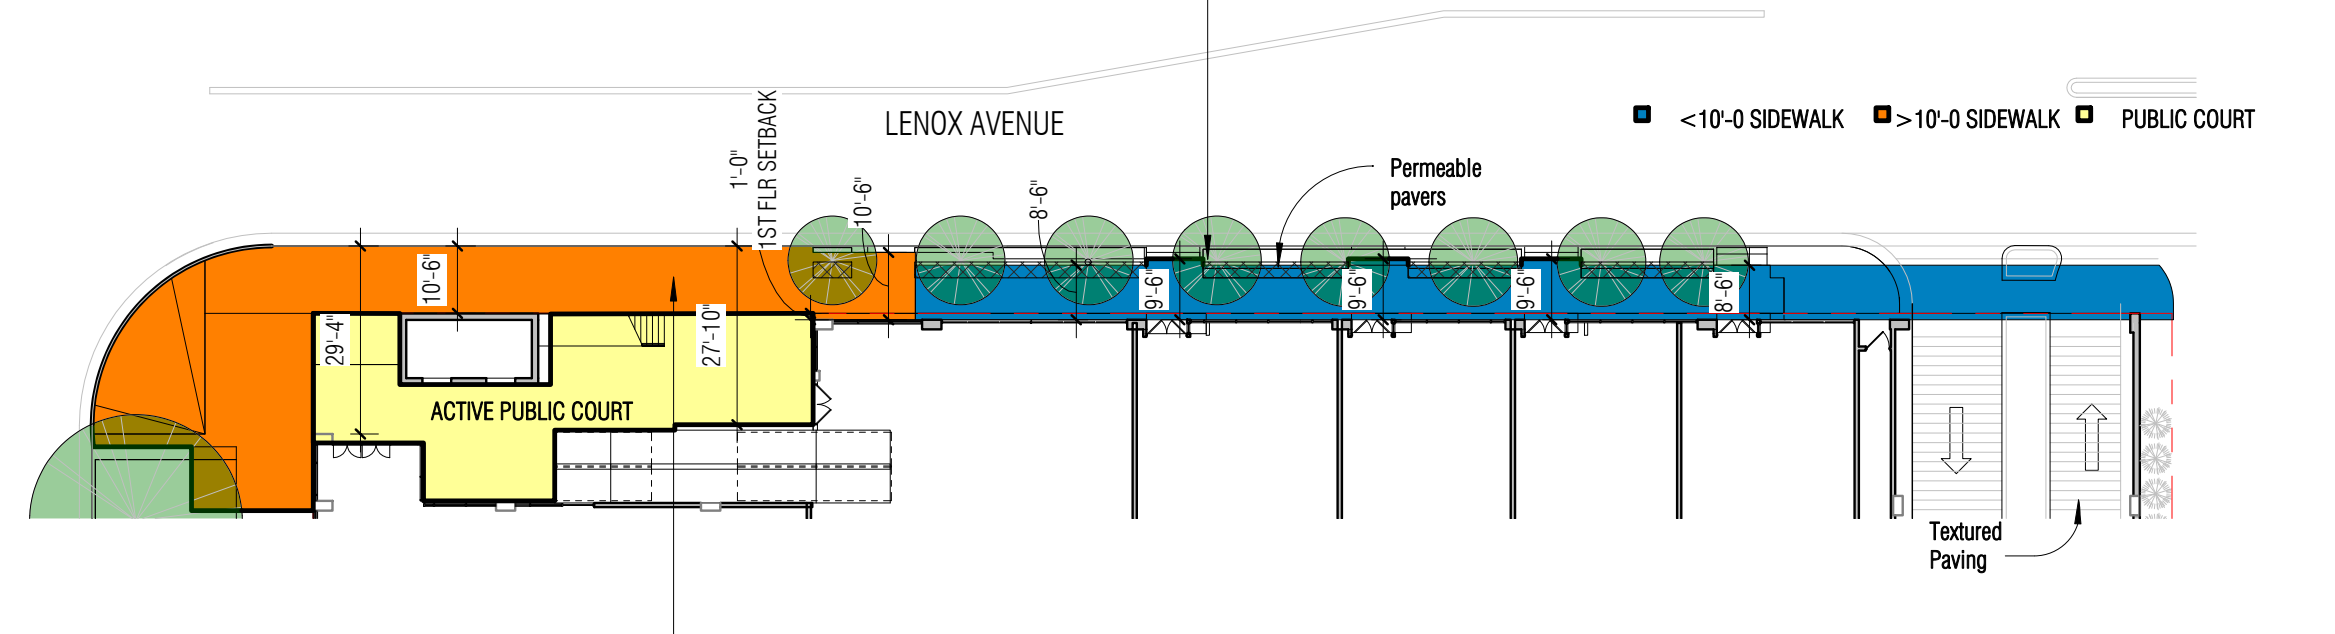 LENOX AVENUE
<10'-0 SIDEWALK
>10'-0 SIDEWALK
PUBLIC COURT
1'-0"
1ST FLR SETBACK
10'-6"
8'-6"
Permeable
pavers
10'-6"
29'-4"
27'-10"
9'-6"
9'-6"
9'-6"
8'-6"
ACTIVE PUBLIC COURT
Textured
Paving